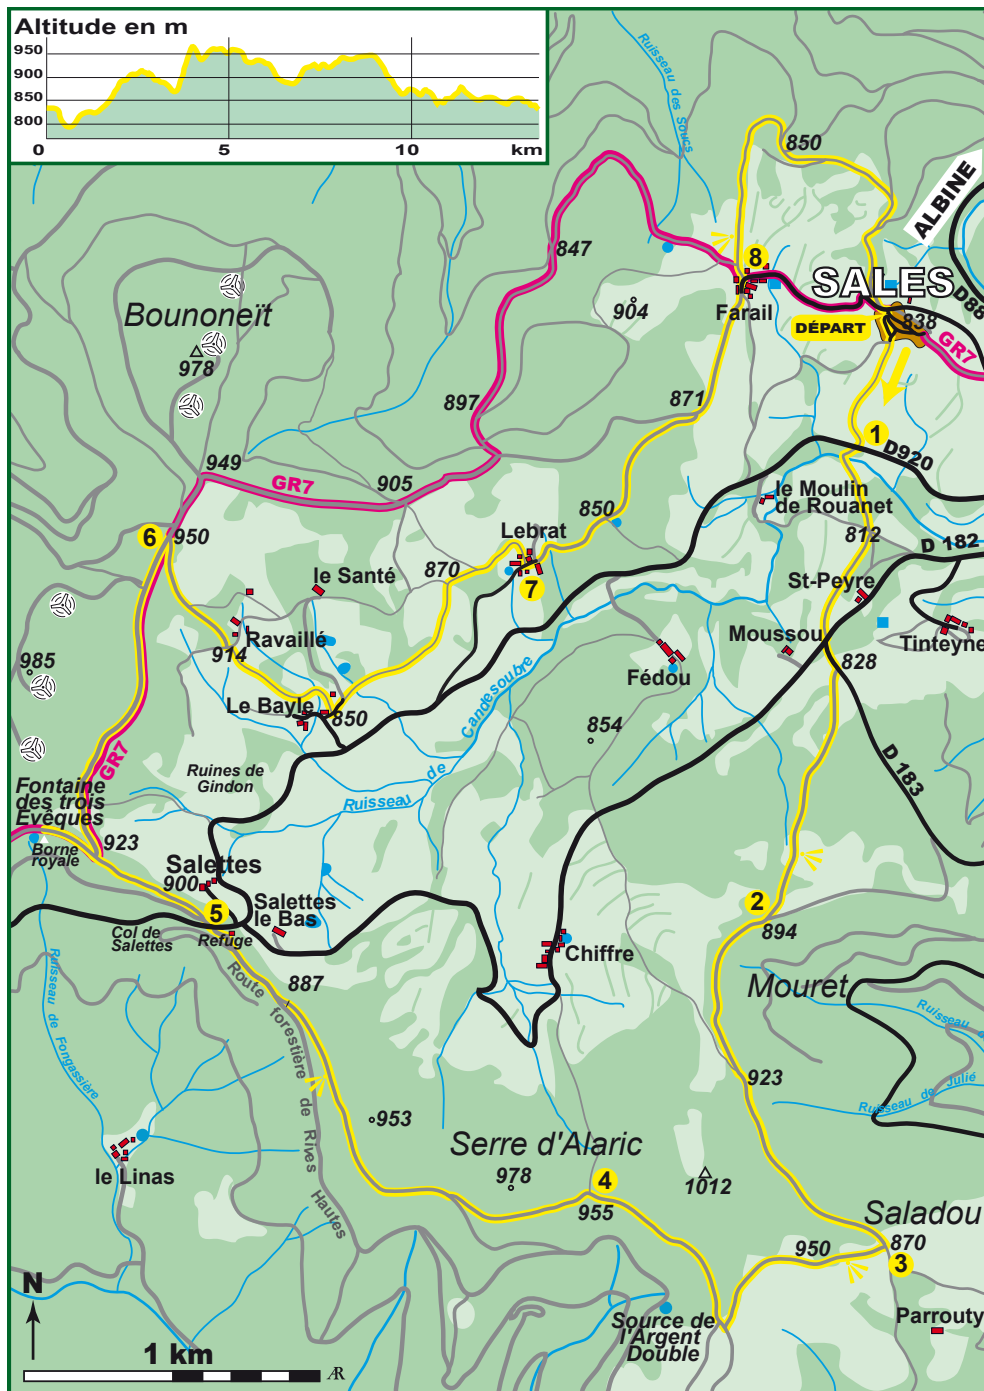 Altitude en m
950
900
850
800
0
5
10
km
Ruisseau des Soucs
850
ALBINE
847
8
SALES
D88
Farail
DÉPART
838
GR7
904
Bounoneït
978
871
897
1
D920
949
GR7
905
le Moulin
de Rouanet
6
950
850
812
Lebrat
D 182
870
7
le Santé
St-Peyre
Ravaillé
914
Moussou
Tinteyne
828
Fédou
985
Le Bayle
850
Ruisseau de Candesoubre
854
D 183
GR7
Ruines de
Gindon
Fontaine
des trois
Evêques
Borne
royale
923
Salettes
900
Salettes
le Bas
5
2
894
Col de
Salettes
Refuge
Chiffre
887
Mouret
Route forestière de Rives Hautes
Ruisseau de Fongassière
Ruisseau d
923
Ruisseau de Julié
953
Serre d'Alaric
978
4
1012
le Linas
955
Saladou
870
950
3
N
Source de
l'Argent
Double
Parrouty
1 km
AR